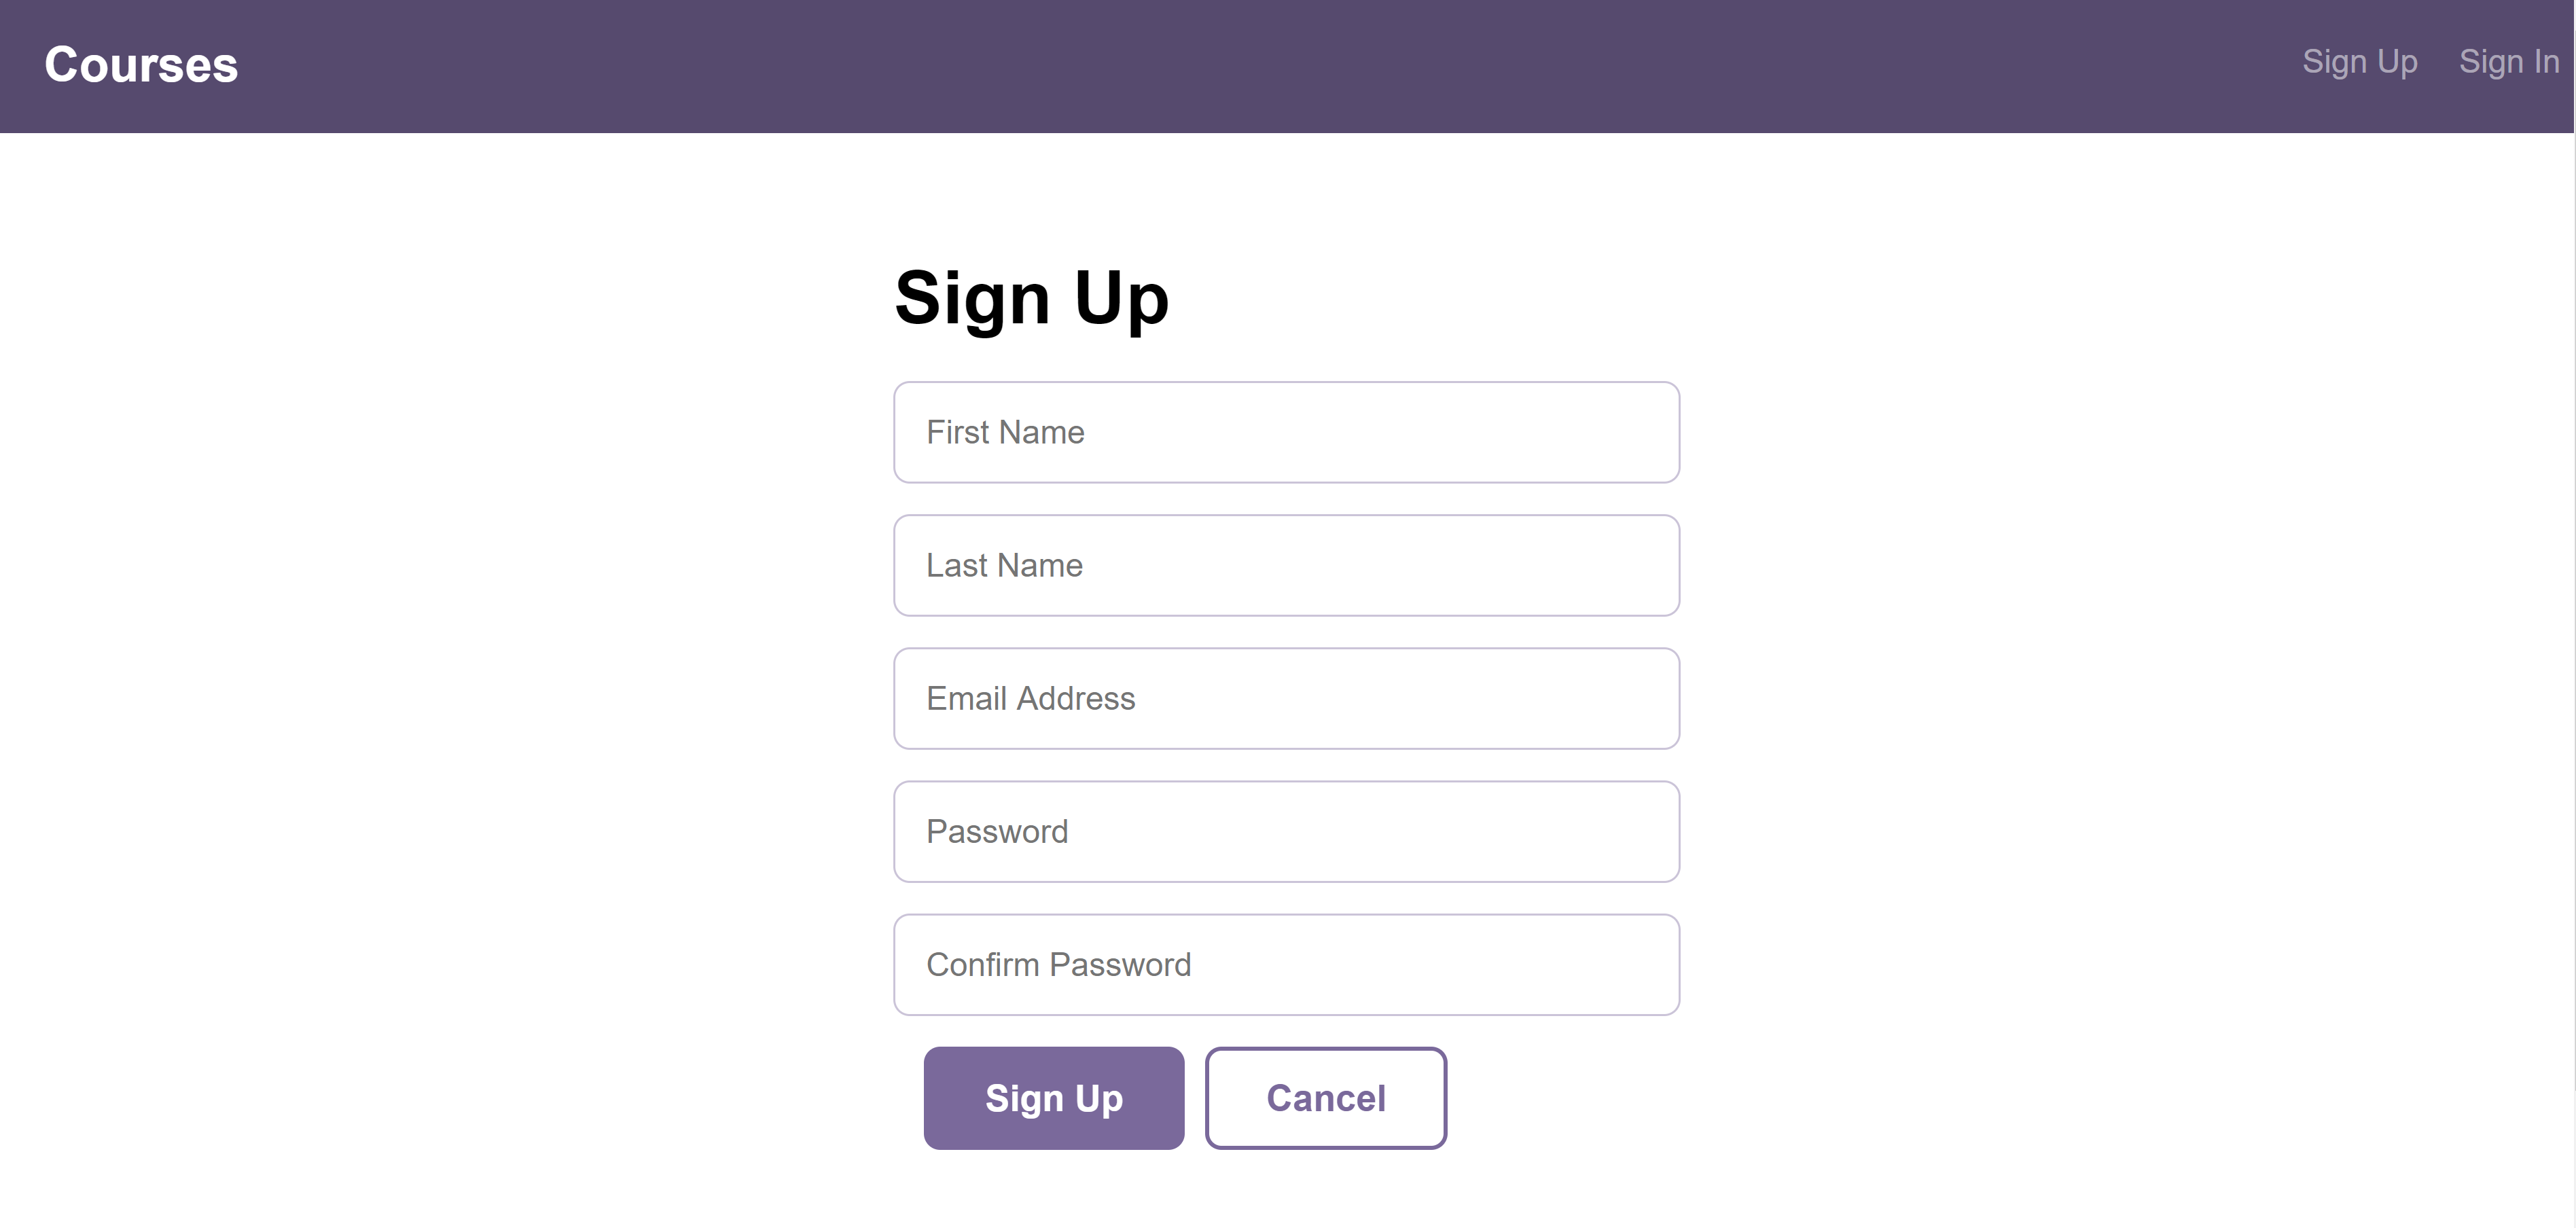 Courses
Sign Up Sign In
Sign Up
First Name
Last Name
Email Address
Password
Confirm Password
Sign Up Cancel